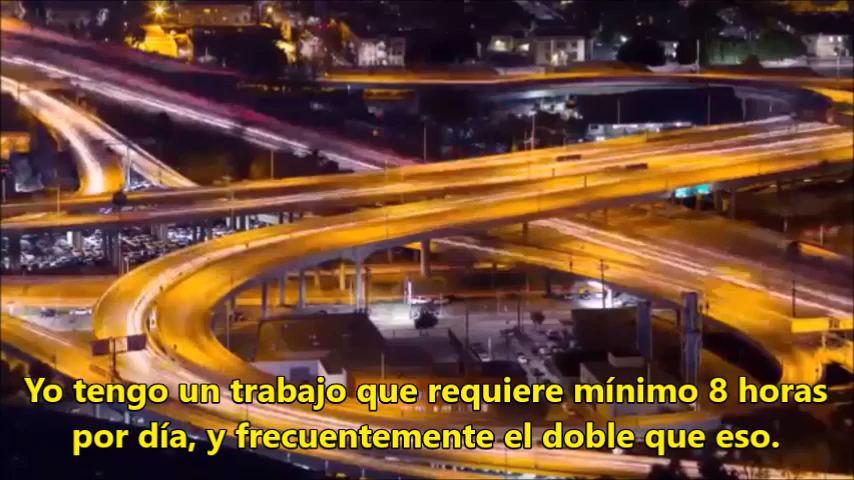 Yo tengo un trabajo que requiere mínimo 8 horas
por día, y frecuentemente el doble que eso.